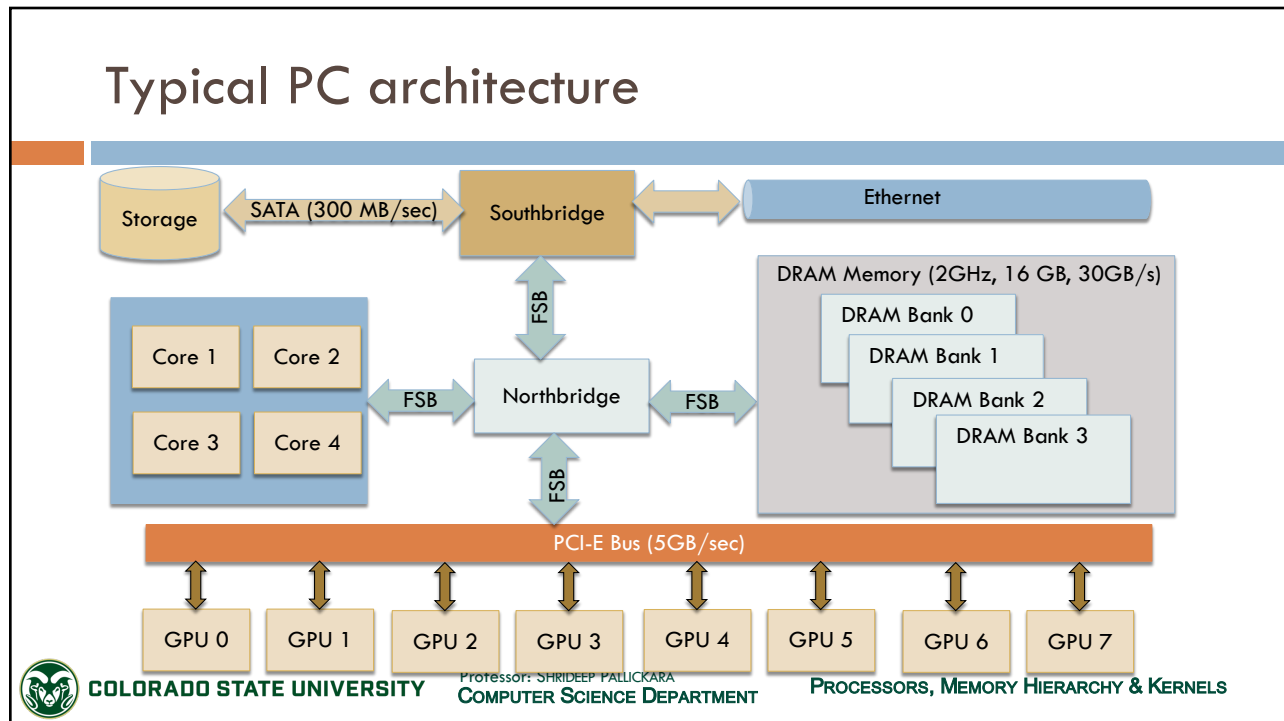 Typical PC architecture
Storage
SATA (300 MB/sec)
Southbridge
Ethernet
FSB
DRAM Memory (2GHz, 16 GB, 30GB/s)
DRAM Bank 0
DRAM Bank 1
DRAM Bank 2
DRAM Bank 3
Core 1
Core 2
Core 3
Core 4
FSB
Northbridge
FSB
FSB
PCI-E Bus (5GB/sec)
GPU 0
GPU 1
GPU 2
GPU 3
GPU 4
GPU 5
GPU 6
GPU 7
COLORADO STATE UNIVERSITY
Professor: SHRIDEEP PALLICKARA
COMPUTER SCIENCE DEPARTMENT
PROCESSORS, MEMORY HIERARCHY & KERNELS